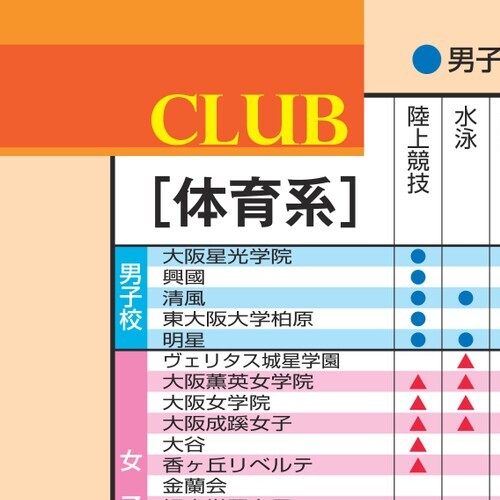 ●男子
CLUB
[体育系]
陸上競技
水泳
男子校
大阪星光学院 ●
興國 ●
清風 ● ●
東大阪大学柏原 ●
明星 ● ●
女
ヴェリタス城星学園 ▲
大阪薫英女学院 ▲ ▲
大阪女学院 ▲ ▲
大阪成蹊女子 ▲ ▲
大谷 ▲
香ヶ丘リベルテ ▲
金蘭会